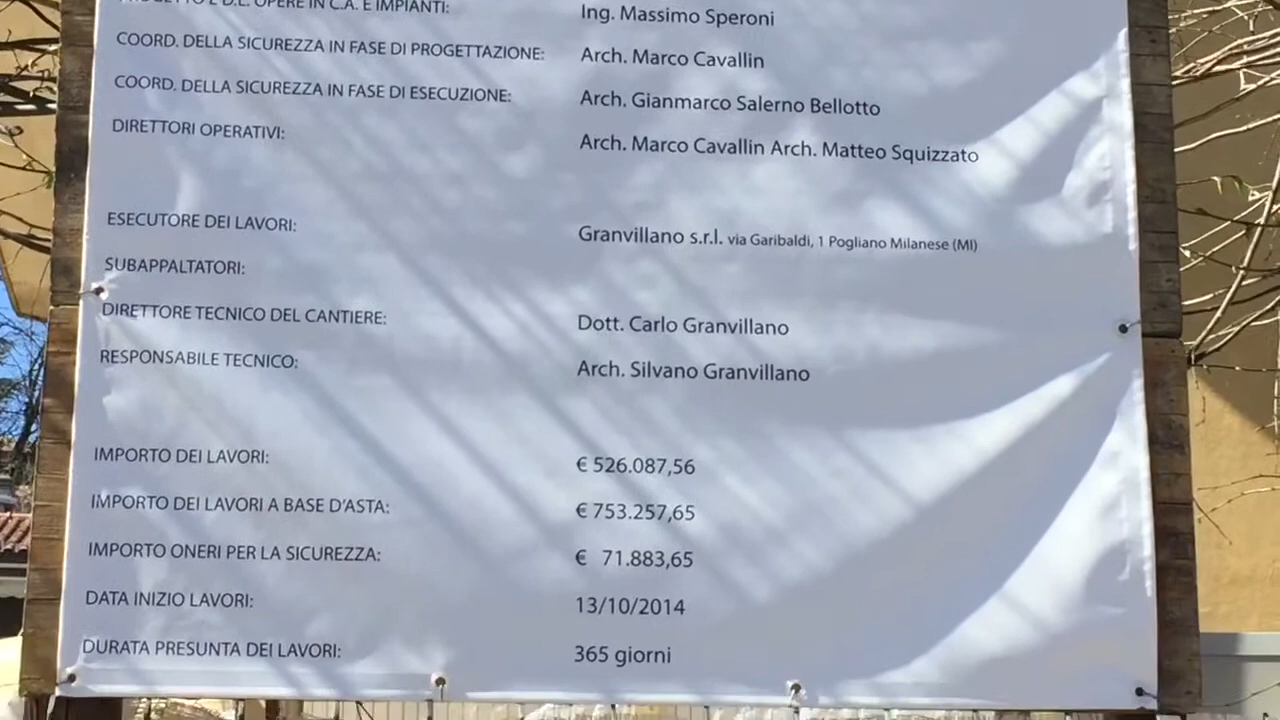 PROGETTO E D.L. OPERE IN C.A. E IMPIANTI: Ing. Massimo Speroni
COORD. DELLA SICUREZZA IN FASE DI PROGETTAZIONE: Arch. Marco Cavallin
COORD. DELLA SICUREZZA IN FASE DI ESECUZIONE: Arch. Gianmarco Salerno Bellotto
DIRETTORI OPERATIVI: Arch. Marco Cavallin Arch. Matteo Squizzato
ESECUTORE DEI LAVORI: Granvillano s.r.l. via Garibaldi, 1 Pogliano Milanese (MI)
SUBAPPALTATORI:
DIRETTORE TECNICO DEL CANTIERE: Dott. Carlo Granvillano
RESPONSABILE TECNICO: Arch. Silvano Granvillano
IMPORTO DEI LAVORI: € 526.087,56
IMPORTO DEI LAVORI A BASE D'ASTA: € 753.257,65
IMPORTO ONERI PER LA SICUREZZA: € 71.883,65
DATA INIZIO LAVORI: 13/10/2014
DURATA PRESUNTA DEI LAVORI: 365 giorni